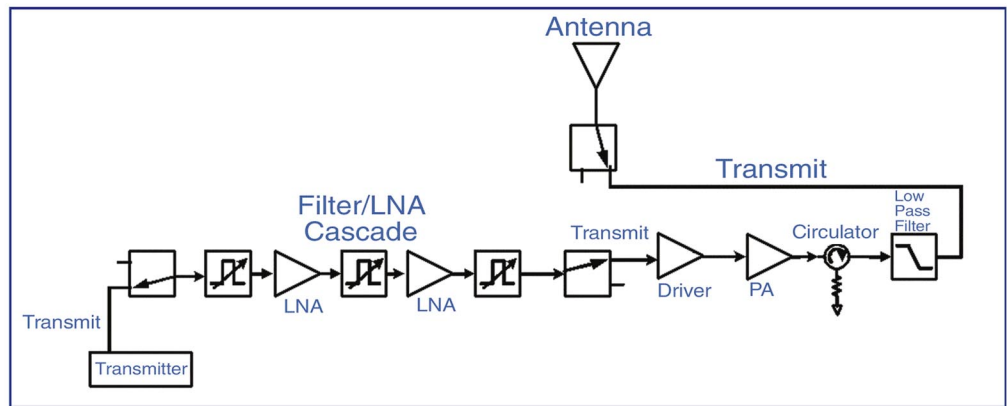 Antenna
Transmit
Filter/LNA
Cascade
Transmit
Circulator
Low
Pass
Filter
LNA
LNA
Driver
PA
Transmit
Transmitter